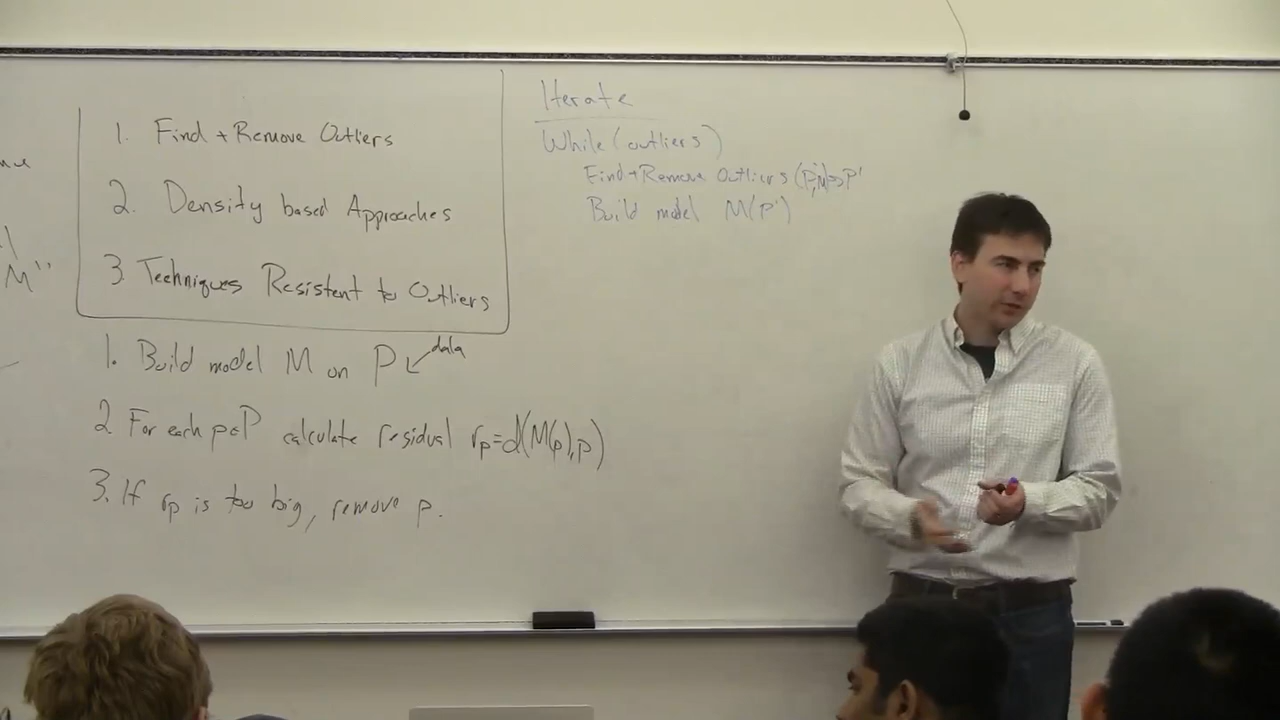 M"
1. Find + Remove Outliers
2. Density based Approaches
3. Techniques Resistent to Outliers
1. Build model M on P
data
2. For each p∈P calculate residual rp=d(M(p),p)
3. If rp is too big, remove p.
Iterate
While (outliers)
Find+Remove Outliers (P,M)→P'
Build model M(P')